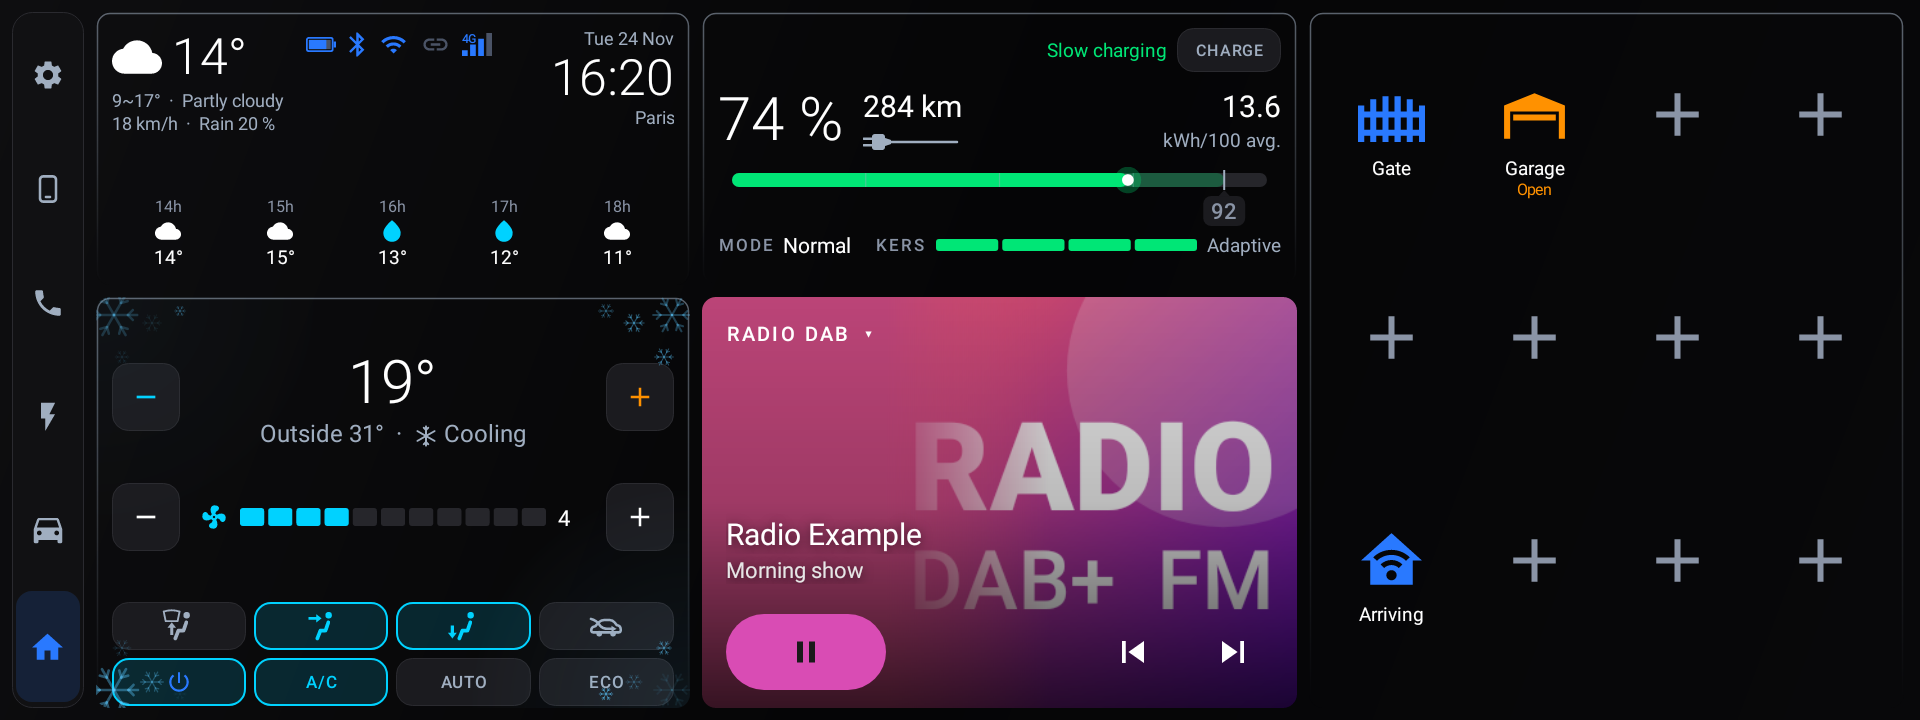 14°
9~17° · Partly cloudy
18 km/h · Rain 20 %
4G
Tue 24 Nov
16:20
Paris
14h 15h 16h 17h 18h
14° 15° 13° 12° 11°
Slow charging CHARGE
74 % 284 km 13.6
kWh/100 avg.
92
MODE Normal KERS Adaptive
19°
Outside 31° · Cooling
4
A/C AUTO ECO
RADIO DAB
RADIO
DAB+ FM
Radio Example
Morning show
Gate Garage
Open
Arriving